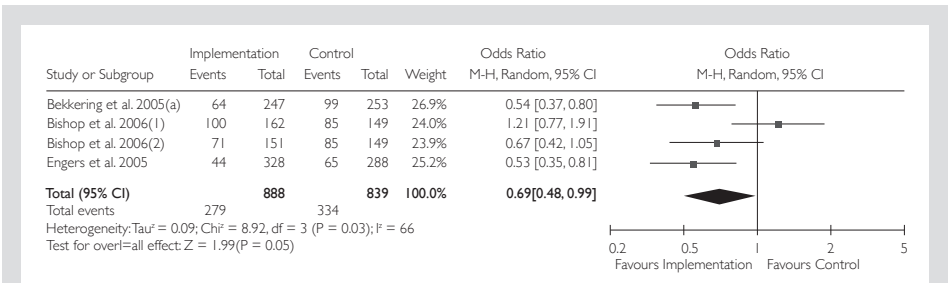 Implementation Control Odds Ratio Odds Ratio
Study or Subgroup Events Total Events Total Weight M-H, Random, 95% CI M-H, Random, 95% CI
Bekkering et al. 2005(a) 64 247 99 253 26.9% 0.54 [0.37, 0.80]
Bishop et al. 2006(1) 100 162 85 149 24.0% 1.21 [0.77, 1.91]
Bishop et al. 2006(2) 71 151 85 149 23.9% 0.67 [0.42, 1.05]
Engers et al. 2005 44 328 65 288 25.2% 0.53 [0.35, 0.81]
Total (95% CI) 888 839 100.0% 0.69[0.48, 0.99]
Total events 279 334
Heterogeneity: Tau² = 0.09; Chi² = 8.92, df = 3 (P = 0.03); I² = 66
Test for overl=all effect: Z = 1.99(P = 0.05)
0.2 0.5 1 2 5
Favours Implementation Favours Control